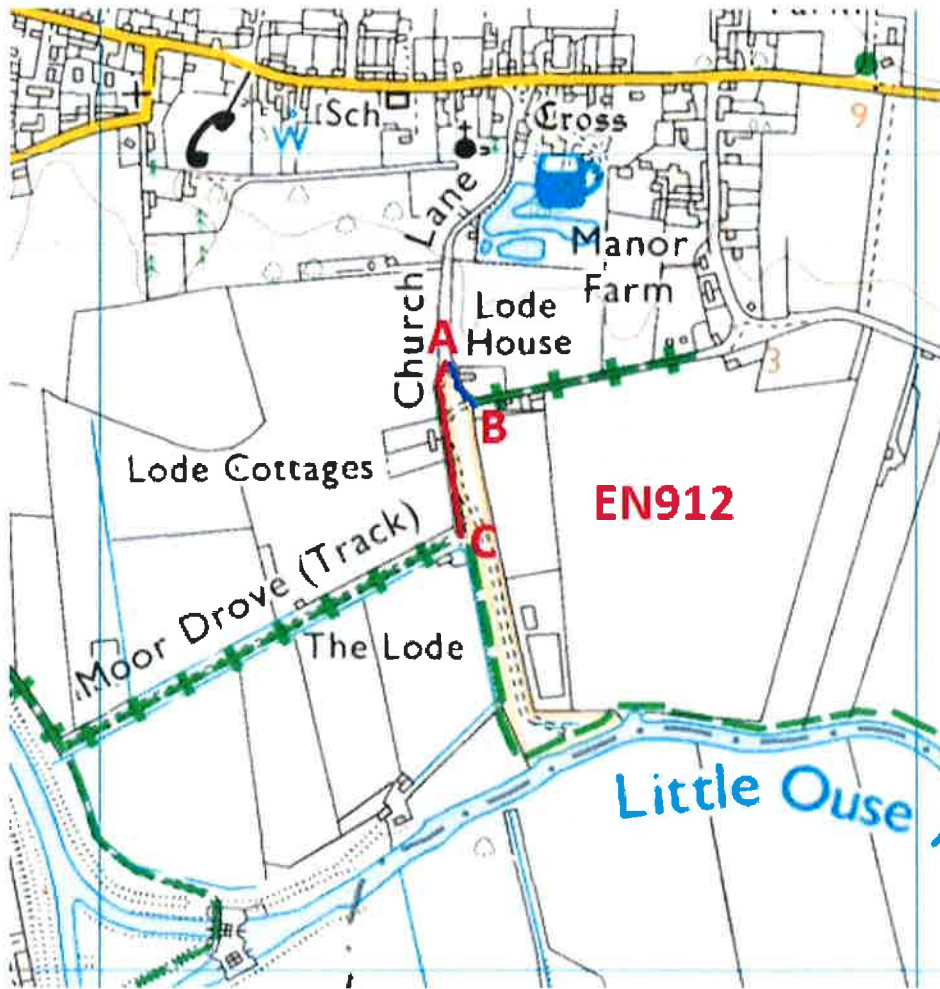 Sch
Cross
9
W
Church Lane
Manor
Farm
A
Lode
House
3
B
Lode Cottages
EN912
C
Moor Drove (Track)
The Lode
Little Ouse